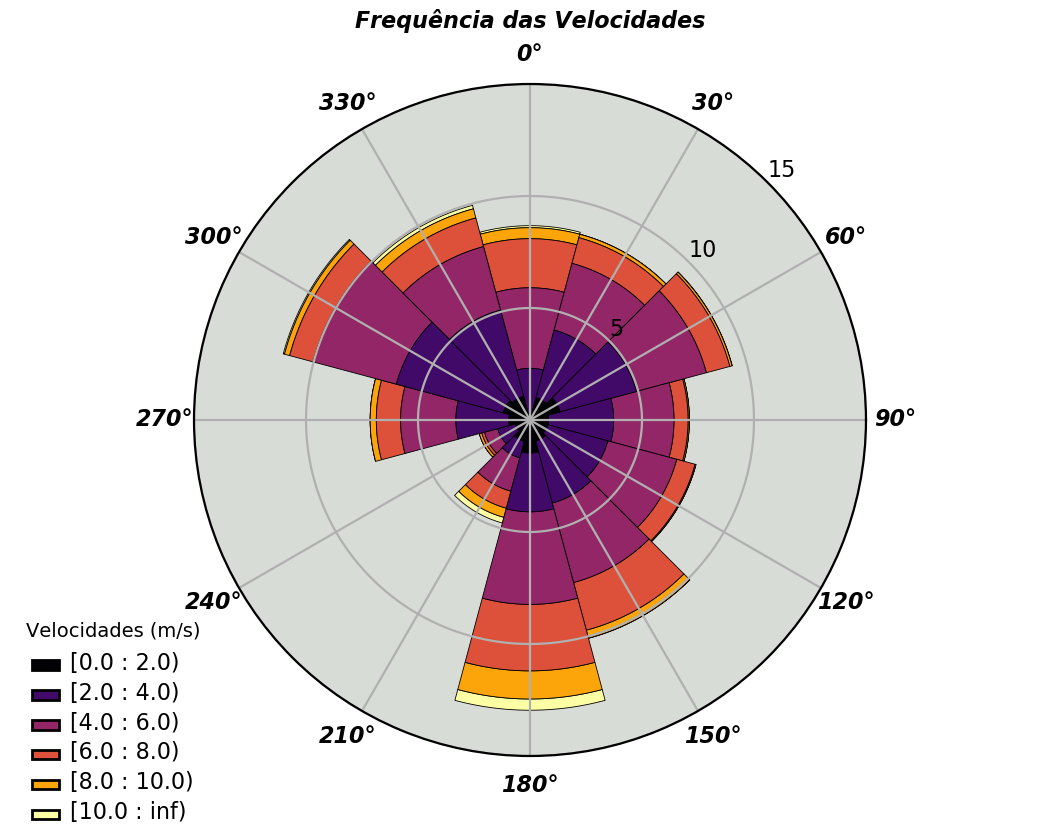 Frequência das Velocidades
0°
330°
30°
15
300°
60°
10
5
270°
90°
240°
120°
210°
150°
180°
Velocidades (m/s)
[0.0 : 2.0)
[2.0 : 4.0)
[4.0 : 6.0)
[6.0 : 8.0)
[8.0 : 10.0)
[10.0 : inf)